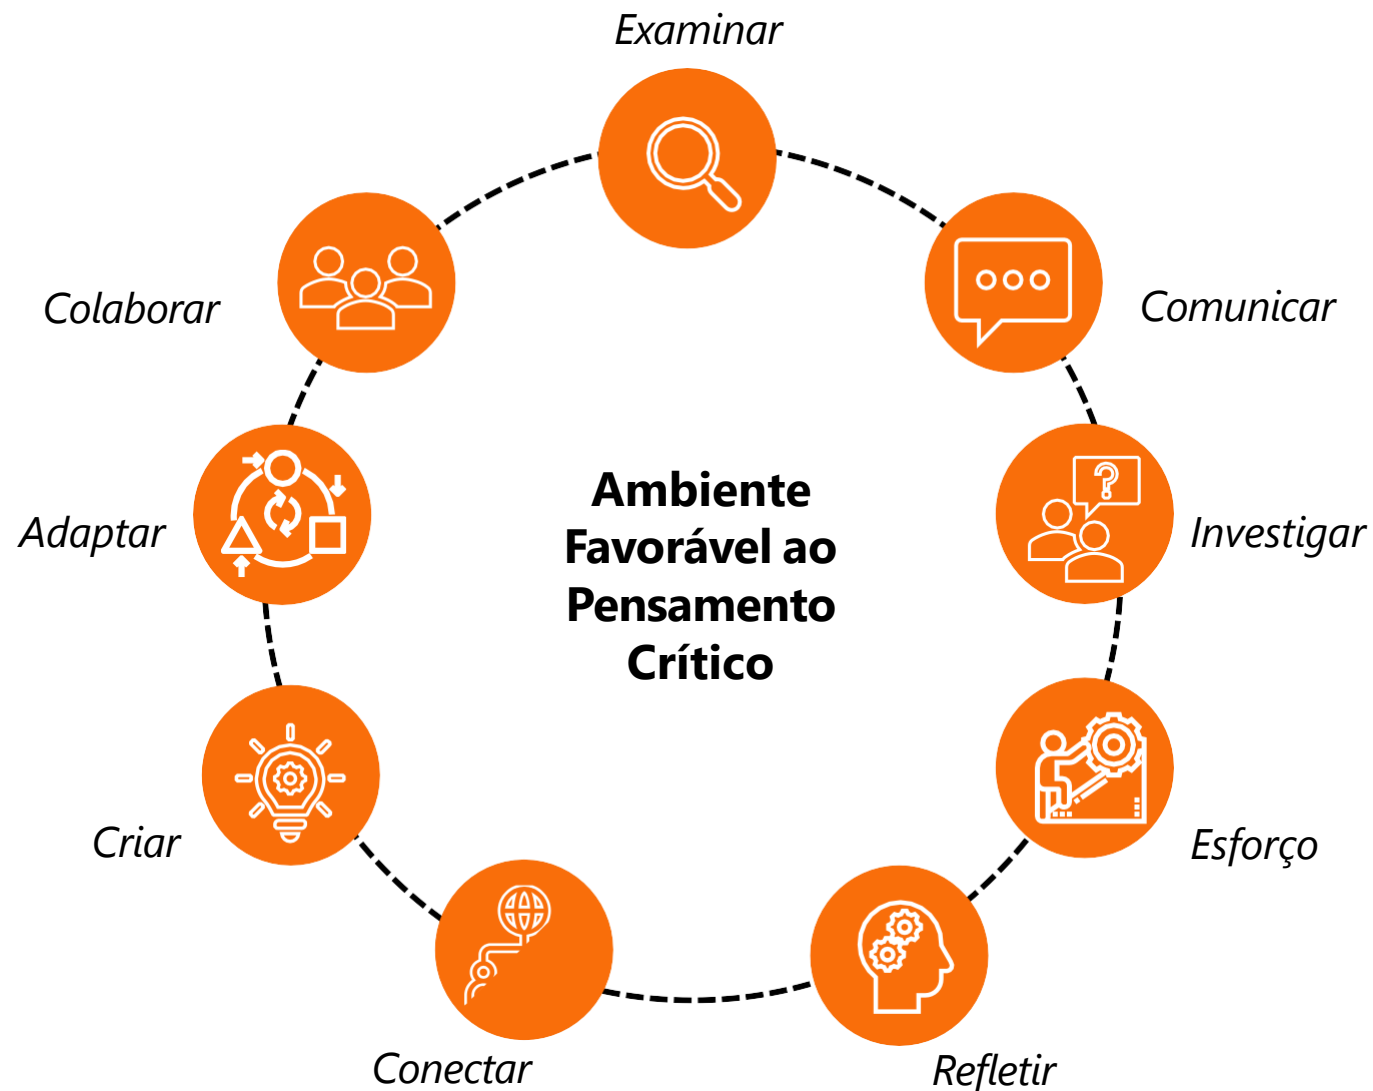 Examinar
Comunicar
Investigar
Esforço
Refletir
Conectar
Criar
Adaptar
Colaborar
Ambiente
Favorável ao
Pensamento
Crítico